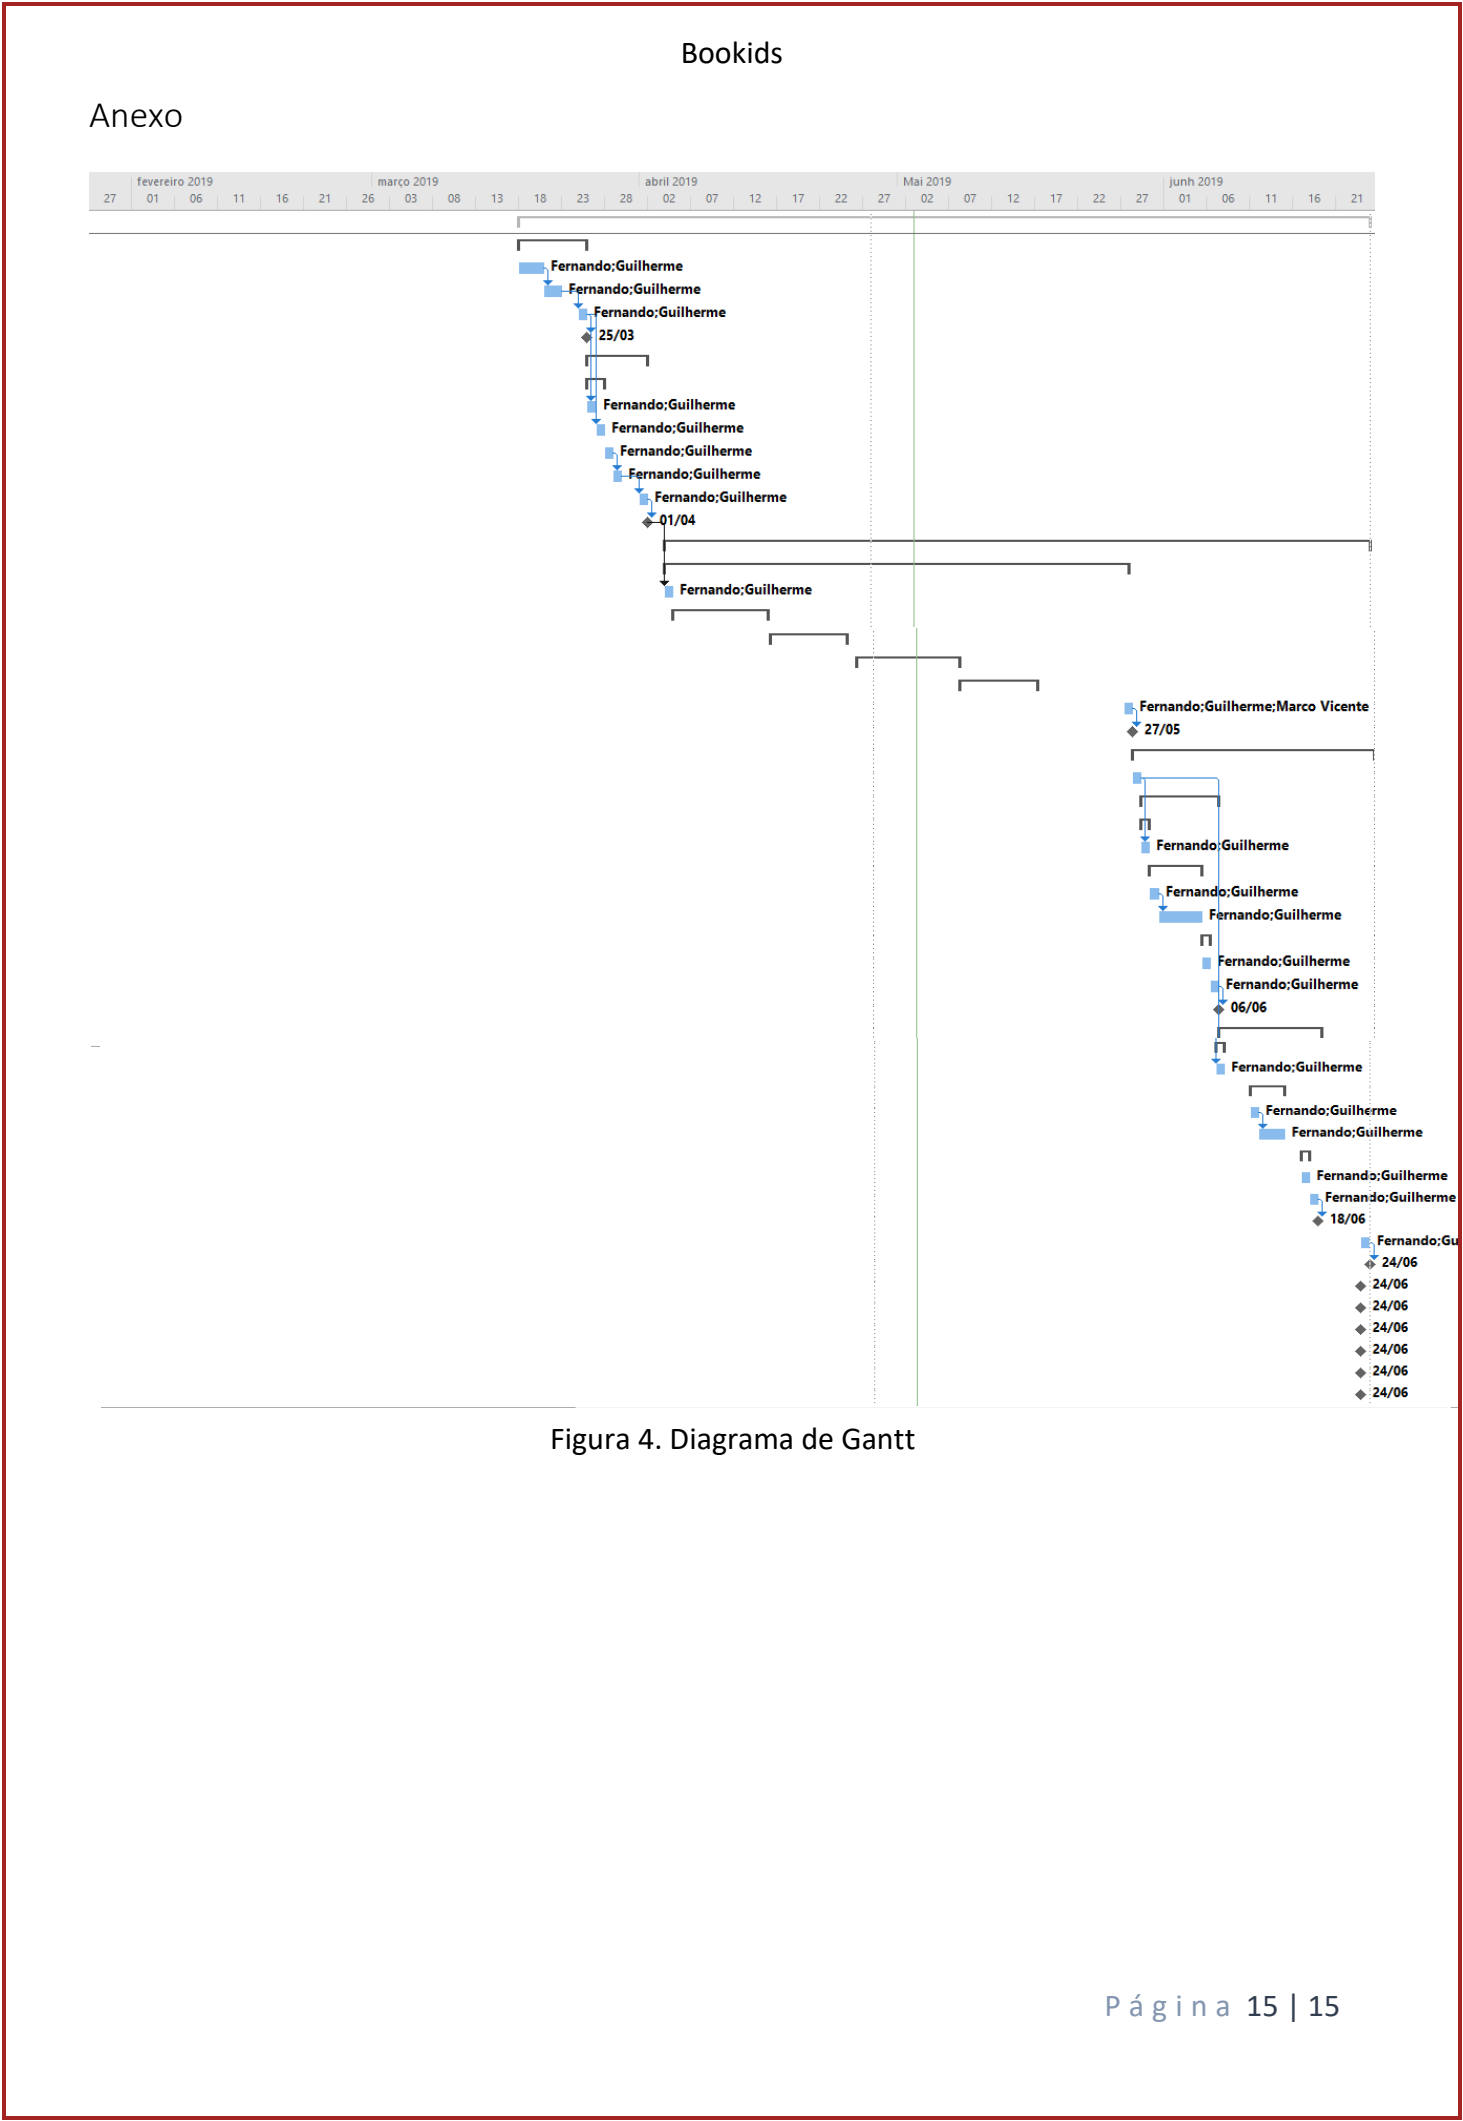 Bookids
Anexo
fevereiro 2019 março 2019 abril 2019 Mai 2019 junh 2019
27 01 06 11 16 21 26 03 08 13 18 23 28 02 07 12 17 22 27 02 07 12 17 22 27 01 06 11 16 21
Fernando;Guilherme
Fernando;Guilherme
Fernando;Guilherme
25/03
Fernando;Guilherme
Fernando;Guilherme
Fernando;Guilherme
Fernando;Guilherme
Fernando;Guilherme
01/04
Fernando;Guilherme
Fernando;Guilherme;Marco Vicente
27/05
Fernando;Guilherme
Fernando;Guilherme
Fernando;Guilherme
Fernando;Guilherme
Fernando;Guilherme
06/06
Fernando;Guilherme
Fernando;Guilherme
Fernando;Guilherme
Fernando;Guilherme
Fernando;Guilherme
18/06
Fernando;Gu
24/06
24/06
24/06
24/06
24/06
24/06
24/06
Figura 4. Diagrama de Gantt
Página 15 | 15